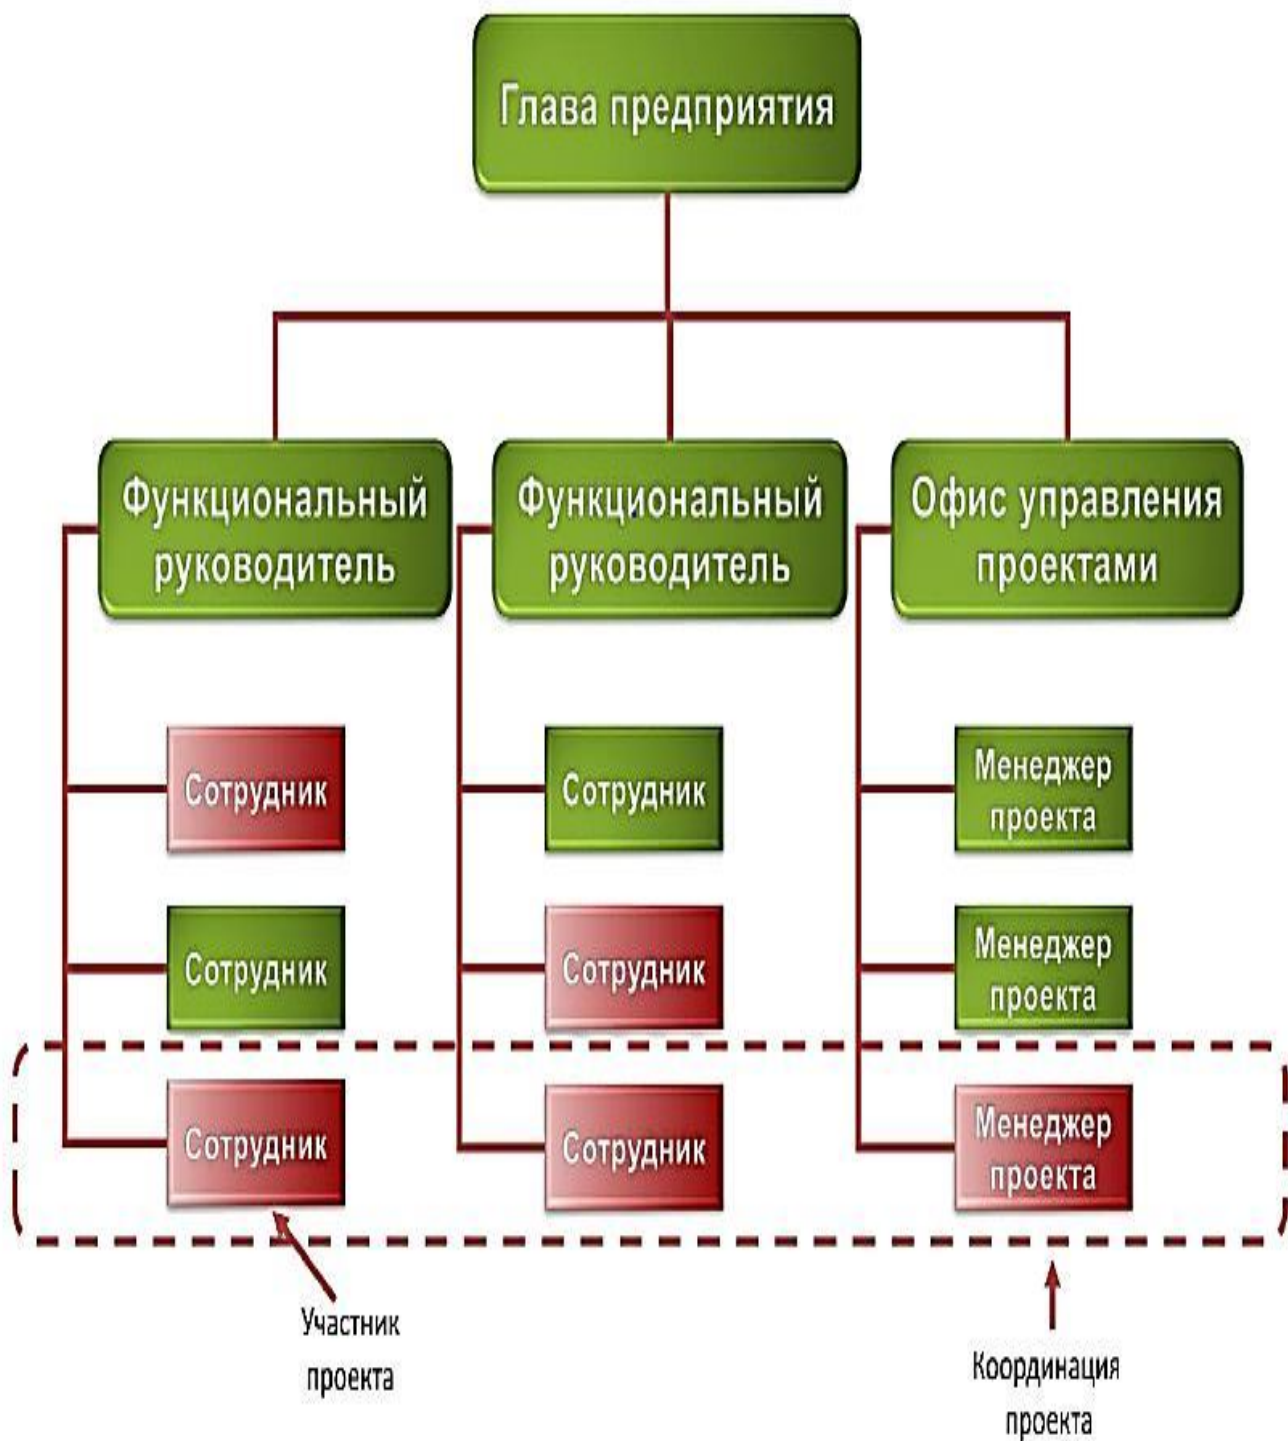 Глава предприятия
Функциональный
руководитель
Функциональный
руководитель
Офис управления
проектами
Сотрудник
Сотрудник
Менеджер
проекта
Сотрудник
Сотрудник
Менеджер
проекта
Сотрудник
Сотрудник
Менеджер
проекта
Участник
проекта
Координация
проекта